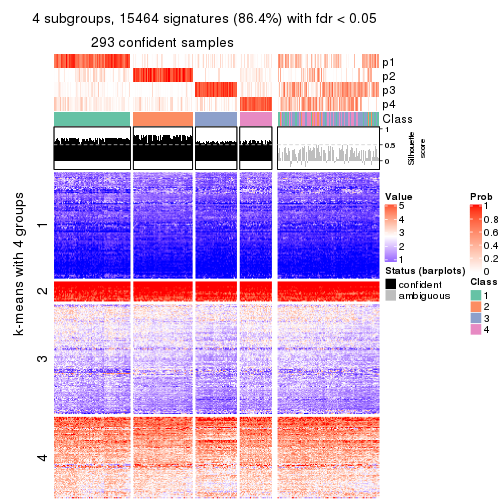 4 subgroups, 15464 signatures (86.4%) with fdr < 0.05
293 confident samples
p1
p2
p3
p4
Class
1
0.5
0
Silhouette
score
k-means with 4 groups
1
2
3
4
Value
5
4
3
2
1
Status (barplots)
confident
ambiguous
Prob
1
0.8
0.6
0.4
0.2
0
Class
1
2
3
4